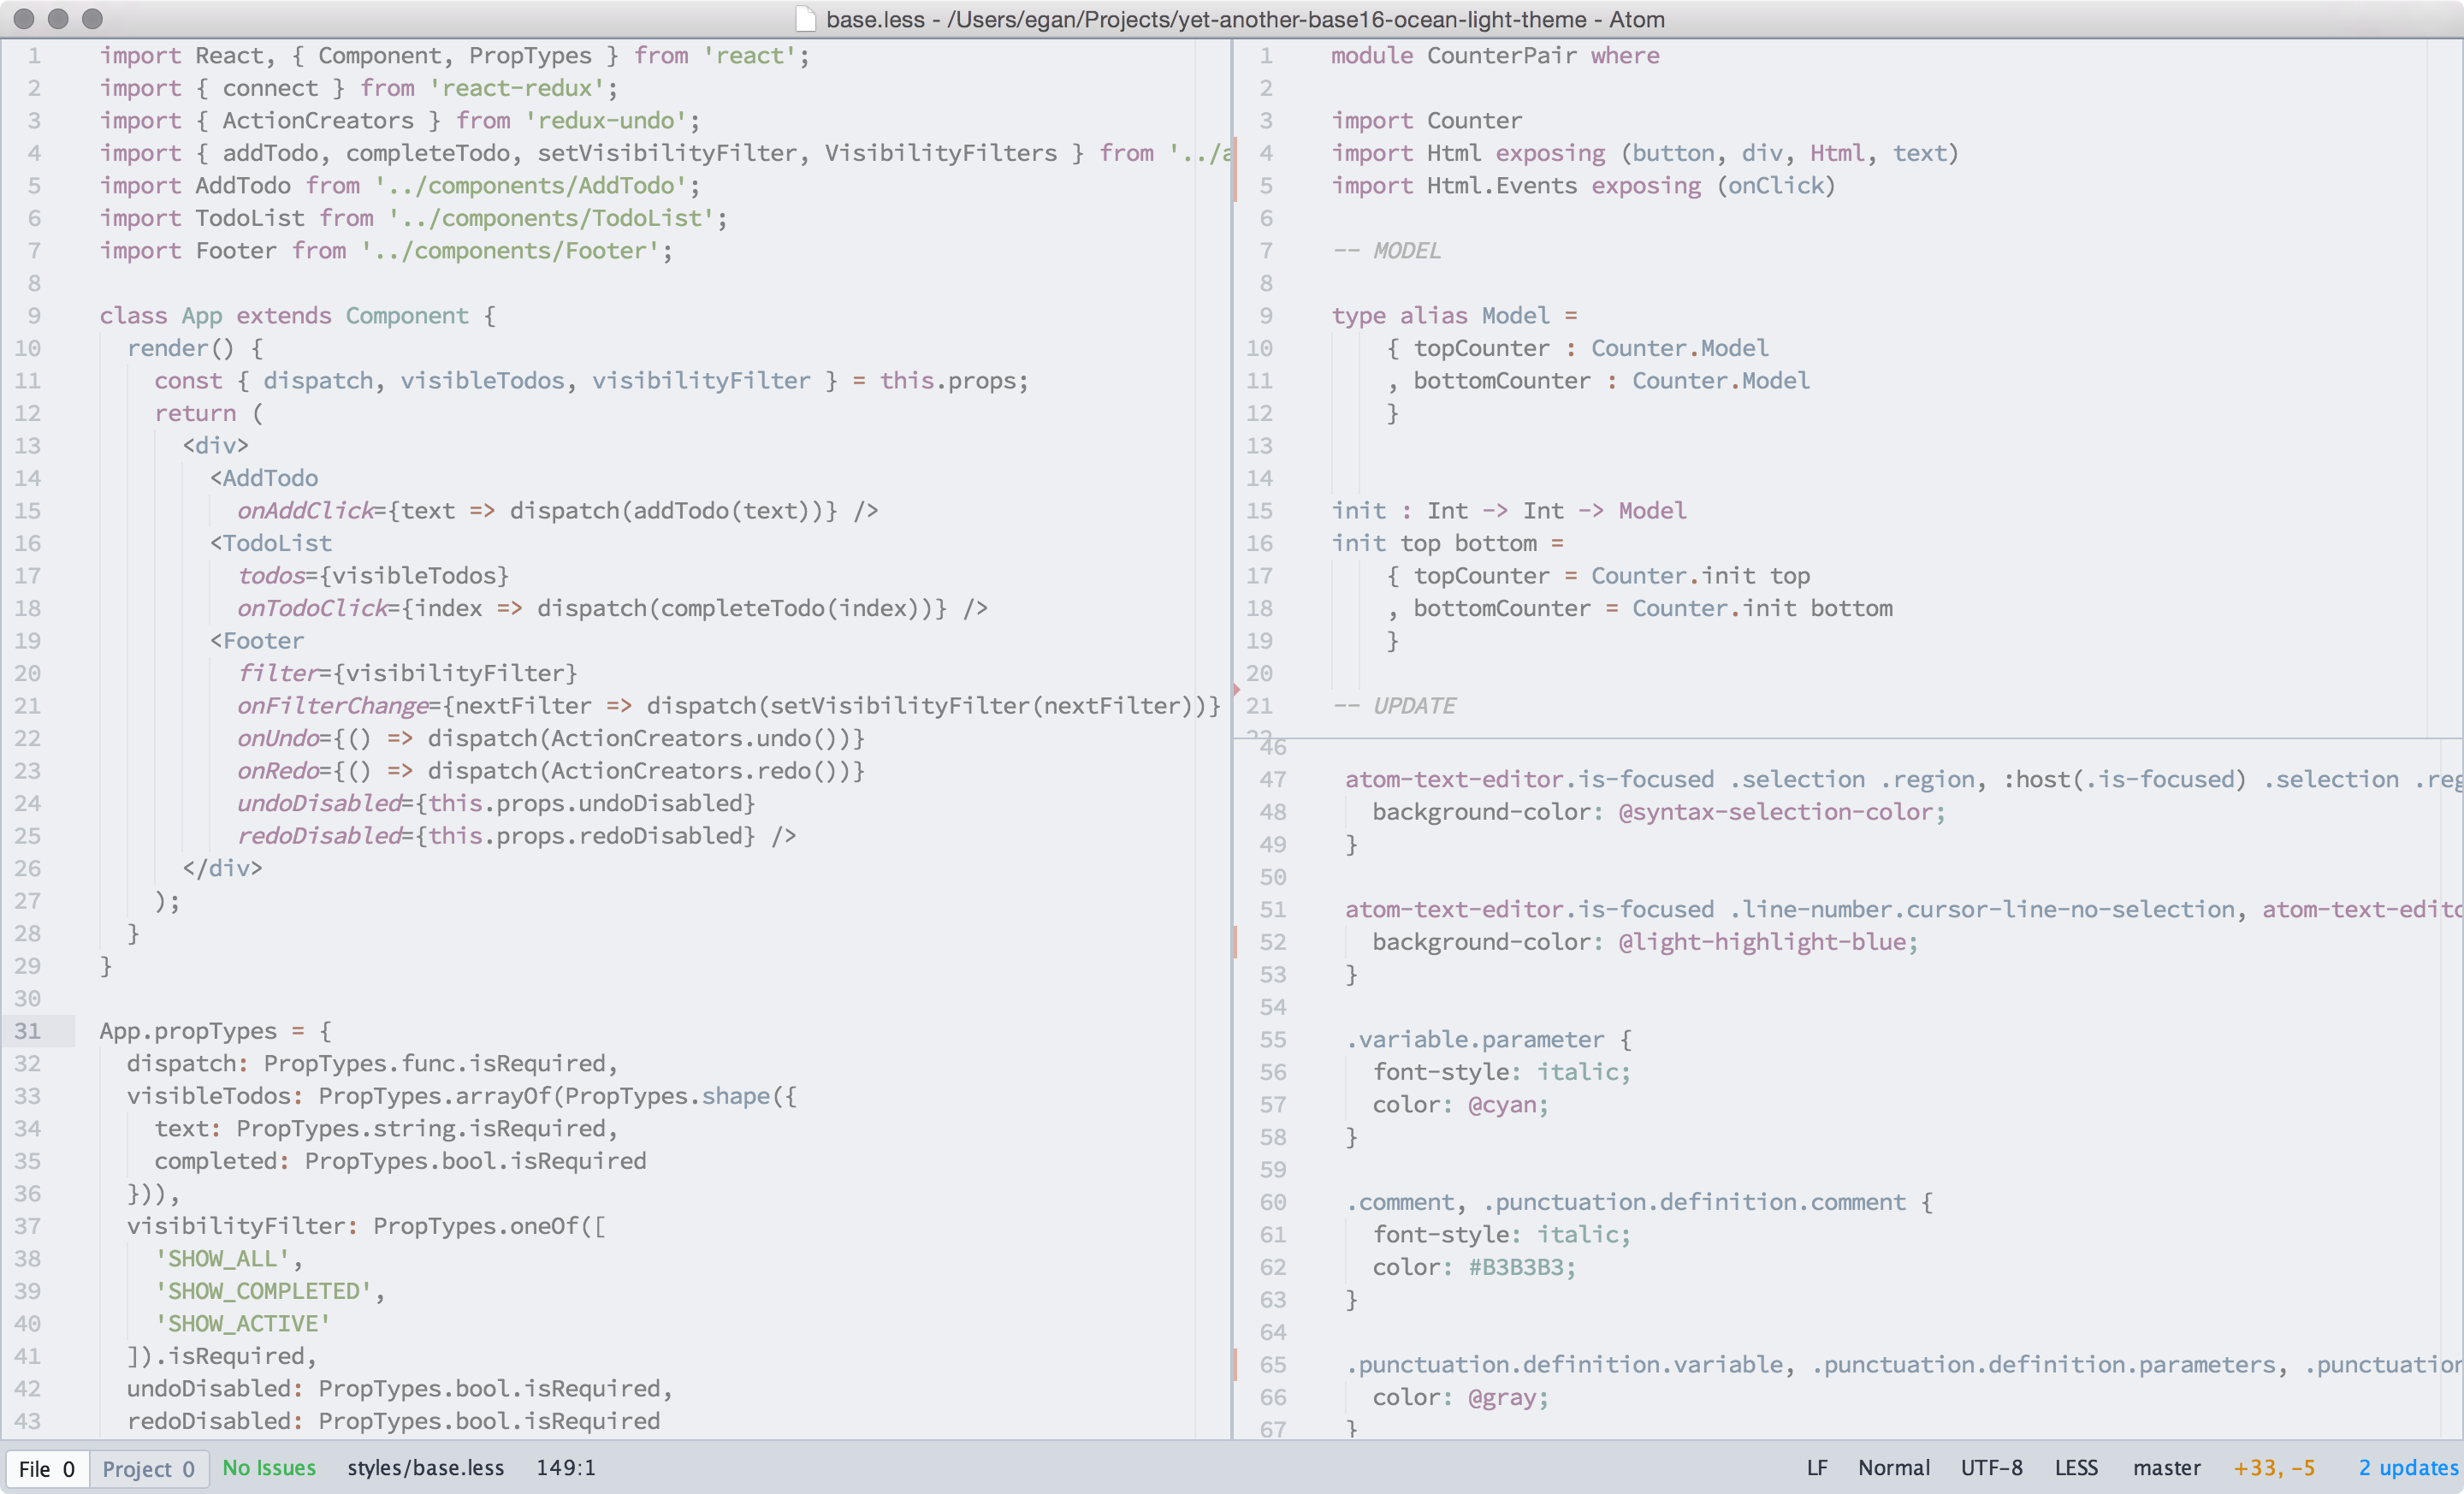 base.less - /Users/egan/Projects/yet-another-base16-ocean-light-theme - Atom
1 import React, { Component, PropTypes } from 'react';
2 import { connect } from 'react-redux';
3 import { ActionCreators } from 'redux-undo';
4 import { addTodo, completeTodo, setVisibilityFilter, VisibilityFilters } from '../a
5 import AddTodo from '../components/AddTodo';
6 import TodoList from '../components/TodoList';
7 import Footer from '../components/Footer';
8
9 class App extends Component {
10 render() {
11 const { dispatch, visibleTodos, visibilityFilter } = this.props;
12 return (
13 <div>
14 <AddTodo
15 onAddClick={text => dispatch(addTodo(text))} />
16 <TodoList
17 todos={visibleTodos}
18 onTodoClick={index => dispatch(completeTodo(index))} />
19 <Footer
20 filter={visibilityFilter}
21 onFilterChange={nextFilter => dispatch(setVisibilityFilter(nextFilter))}
22 onUndo={() => dispatch(ActionCreators.undo())}
23 onRedo={() => dispatch(ActionCreators.redo())}
24 undoDisabled={this.props.undoDisabled}
25 redoDisabled={this.props.redoDisabled} />
26 </div>
27 );
28 }
29 }
30
31 App.propTypes = {
32 dispatch: PropTypes.func.isRequired,
33 visibleTodos: PropTypes.arrayOf(PropTypes.shape({
34 text: PropTypes.string.isRequired,
35 completed: PropTypes.bool.isRequired
36 })),
37 visibilityFilter: PropTypes.oneOf([
38 'SHOW_ALL',
39 'SHOW_COMPLETED',
40 'SHOW_ACTIVE'
41 ]).isRequired,
42 undoDisabled: PropTypes.bool.isRequired,
43 redoDisabled: PropTypes.bool.isRequired
1 module CounterPair where
2
3 import Counter
4 import Html exposing (button, div, Html, text)
5 import Html.Events exposing (onClick)
6
7 -- MODEL
8
9 type alias Model =
10 { topCounter : Counter.Model
11 , bottomCounter : Counter.Model
12 }
13
14
15 init : Int -> Int -> Model
16 init top bottom =
17 { topCounter = Counter.init top
18 , bottomCounter = Counter.init bottom
19 }
20
21 -- UPDATE
22
46
47 atom-text-editor.is-focused .selection .region, :host(.is-focused) .selection .reg
48 background-color: @syntax-selection-color;
49 }
50
51 atom-text-editor.is-focused .line-number.cursor-line-no-selection, atom-text-edito
52 background-color: @light-highlight-blue;
53 }
54
55 .variable.parameter {
56 font-style: italic;
57 color: @cyan;
58 }
59
60 .comment, .punctuation.definition.comment {
61 font-style: italic;
62 color: #B3B3B3;
63 }
64
65 .punctuation.definition.variable, .punctuation.definition.parameters, .punctuation
66 color: @gray;
67 }
File 0 Project 0 No Issues styles/base.less 149:1 LF Normal UTF-8 LESS master +33, -5 2 updates